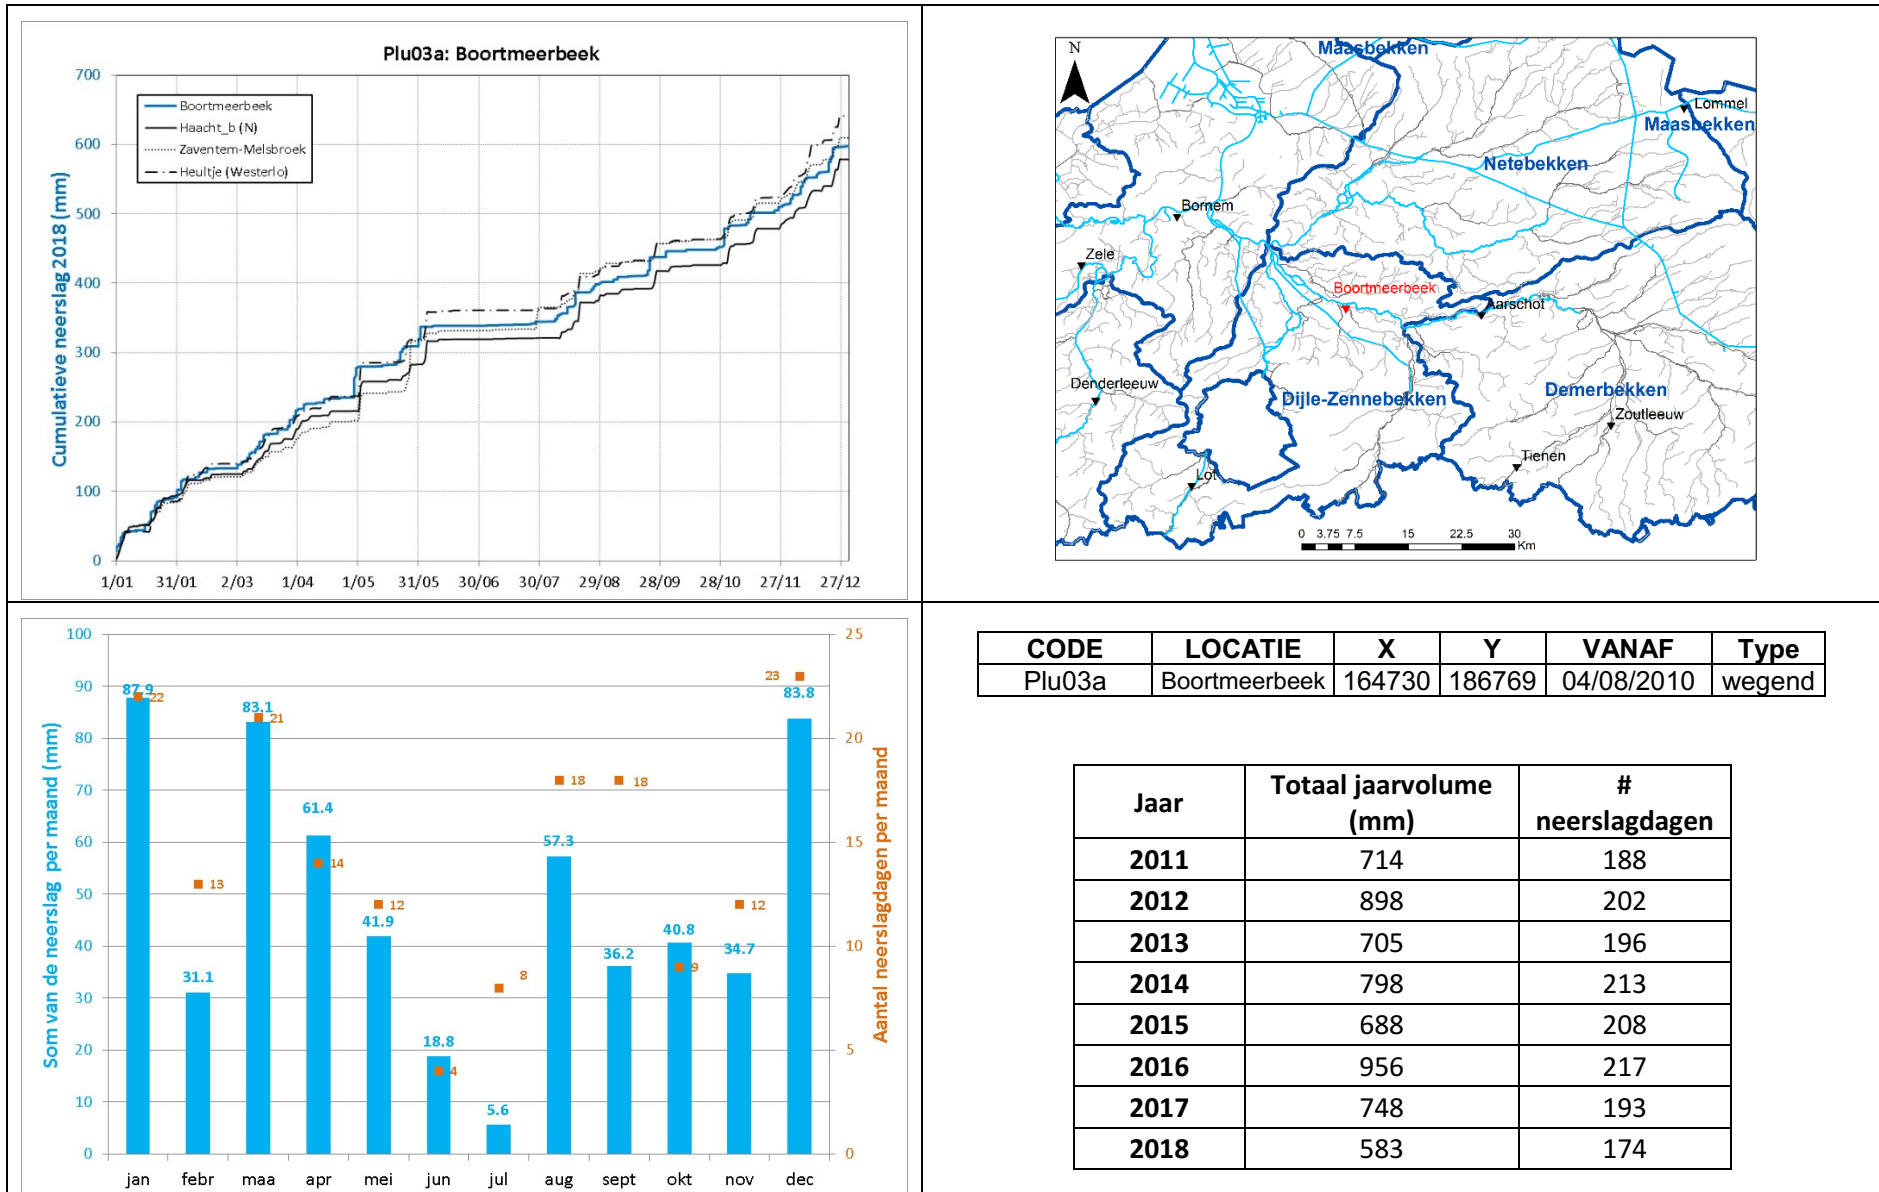 Plu03a: Boortmeerbeek
Cumulatieve neerslag 2018 (mm)
700
600
500
400
300
200
100
0
Boortmeerbeek
Haacht_b (N)
Zaventem-Melsbroek
Heultje (Westerlo)
1/01 31/01 2/03 1/04 1/05 31/05 30/06 30/07 29/08 28/09 28/10 27/11 27/12
N
Maasbekken
Lommel
Maasbekken
Netebekken
Bornem
Zele
Boortmeerbeek
Aarschot
Denderleeuw
Dijle-Zennebekken
Demerbekken
Zoutleeuw
Tienen
Lot
0 3.75 7.5 15 22.5 30
Km
Som van de neerslag per maand (mm)
100
90
80
70
60
50
40
30
20
10
0
87.9
31.1
83.1
61.4
41.9
18.8
5.6
57.3
36.2
40.8
34.7
83.8
22
13
21
14
12
4
8
18
18
9
12
23
25
20
15
10
5
0
Aantal neerslagdagen per maand
jan febr maa apr mei jun jul aug sept okt nov dec
CODE LOCATIE X Y VANAF Type
Plu03a Boortmeerbeek 164730 186769 04/08/2010 wegend
Jaar Totaal jaarvolume (mm) # neerslagdagen
2011 714 188
2012 898 202
2013 705 196
2014 798 213
2015 688 208
2016 956 217
2017 748 193
2018 583 174